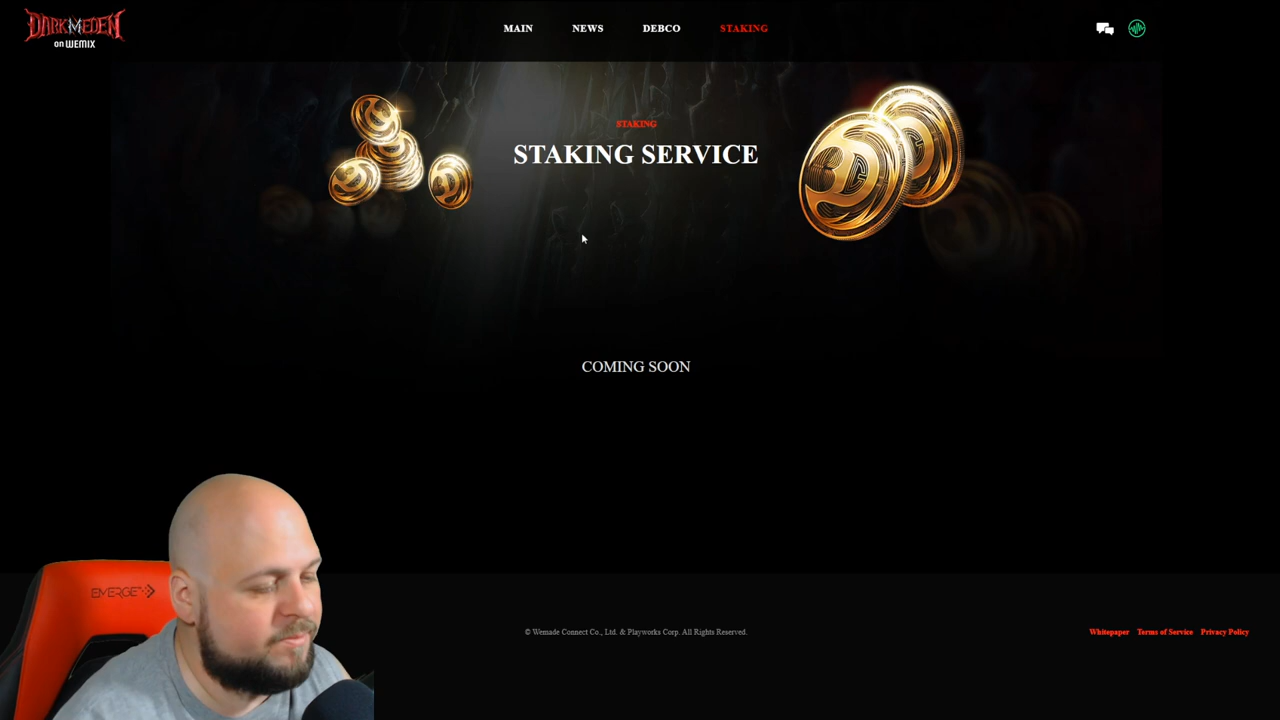 DARKEDEN
on WEMIX
MAIN
NEWS
DEBCO
STAKING
STAKING
STAKING SERVICE
COMING SOON
EMERGE
© Wemade Connect Co., Ltd. & Playworks Corp. All Rights Reserved.
Whitepaper
Terms of Service
Privacy Policy